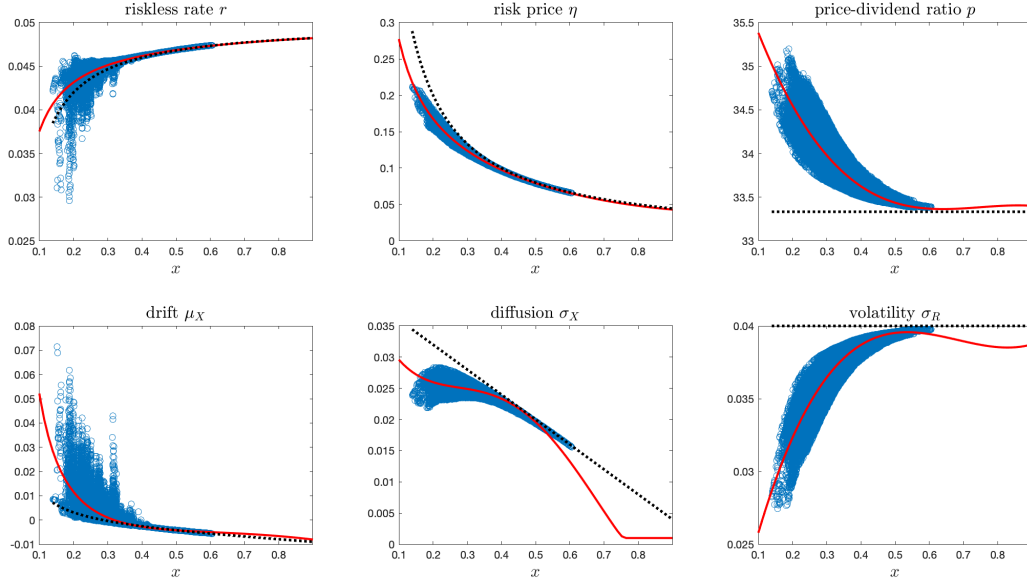 riskless rate r
0.05
0.045
0.04
0.035
0.03
0.025
0.1 0.2 0.3 0.4 0.5 0.6 0.7 0.8
x
risk price η
0.3
0.25
0.2
0.15
0.1
0.05
0
0.1 0.2 0.3 0.4 0.5 0.6 0.7 0.8
x
price-dividend ratio p
35.5
35
34.5
34
33.5
33
0.1 0.2 0.3 0.4 0.5 0.6 0.7 0.8
x
drift μX
0.08
0.07
0.06
0.05
0.04
0.03
0.02
0.01
0
-0.01
0.1 0.2 0.3 0.4 0.5 0.6 0.7 0.8
x
diffusion σX
0.035
0.03
0.025
0.02
0.015
0.01
0.005
0
0.1 0.2 0.3 0.4 0.5 0.6 0.7 0.8
x
volatility σR
0.04
0.035
0.03
0.025
0.1 0.2 0.3 0.4 0.5 0.6 0.7 0.8
x